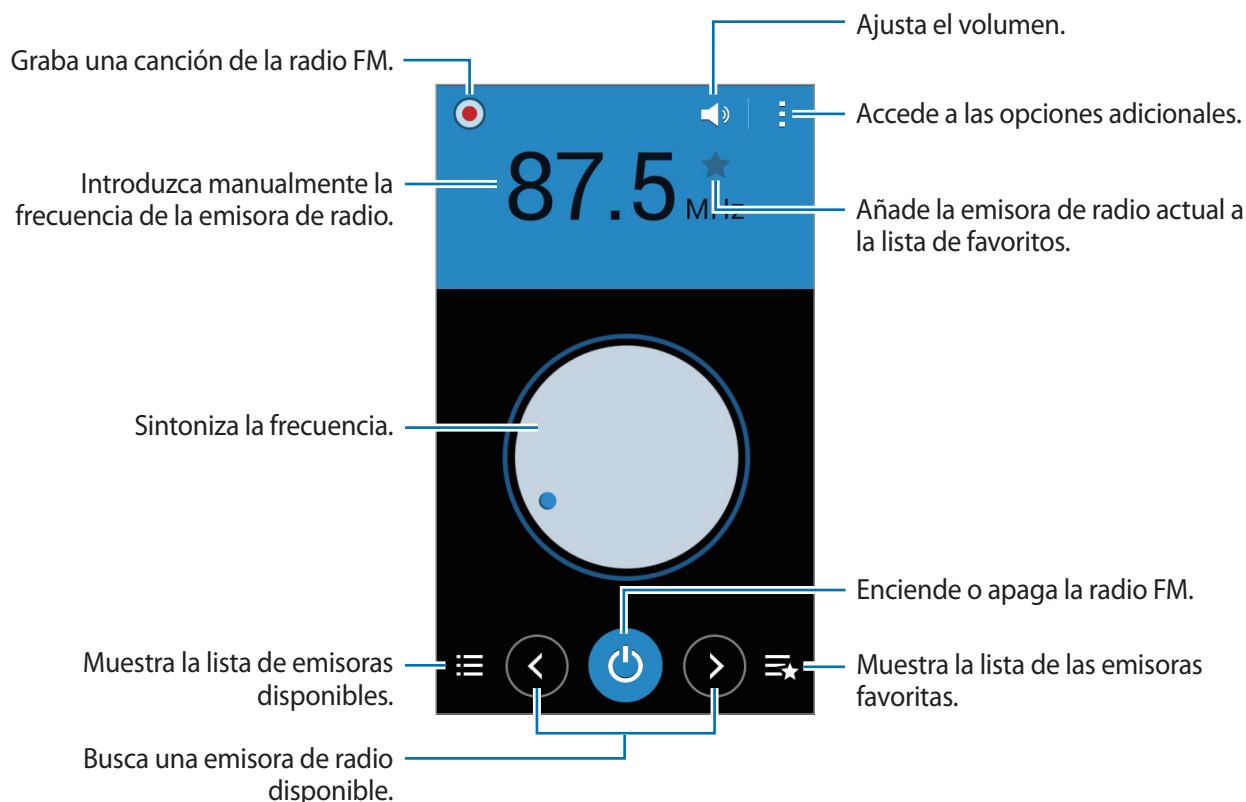 Ajusta el volumen.
Graba una canción de la radio FM.
Accede a las opciones adicionales.
87.5 MHz
Introduzca manualmente la
frecuencia de la emisora de radio.
Añade la emisora de radio actual a
la lista de favoritos.
Sintoniza la frecuencia.
Enciende o apaga la radio FM.
Muestra la lista de emisoras
disponibles.
Muestra la lista de las emisoras
favoritas.
Busca una emisora de radio
disponible.